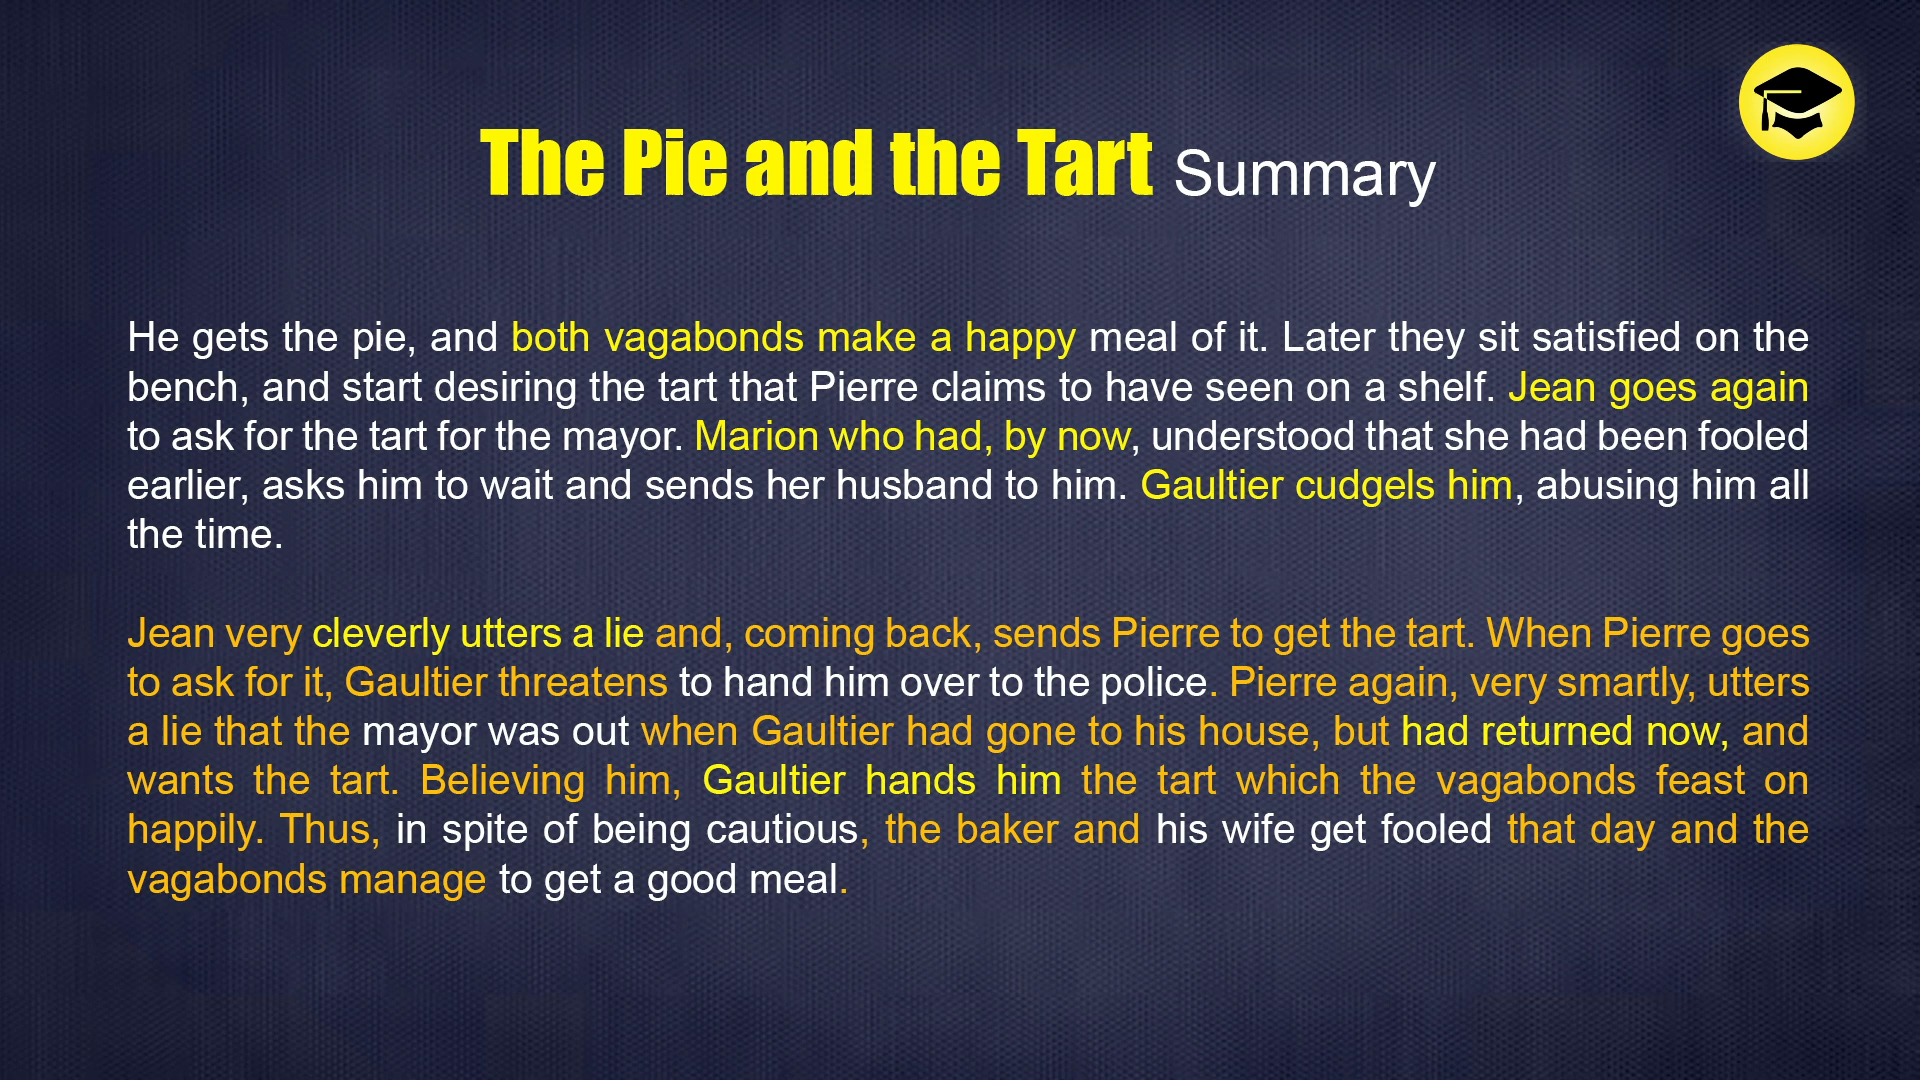 The Pie and the Tart Summary
He gets the pie, and both vagabonds make a happy meal of it. Later they sit satisfied on the
bench, and start desiring the tart that Pierre claims to have seen on a shelf. Jean goes again
to ask for the tart for the mayor. Marion who had, by now, understood that she had been fooled
earlier, asks him to wait and sends her husband to him. Gaultier cudgels him, abusing him all
the time.
Jean very cleverly utters a lie and, coming back, sends Pierre to get the tart. When Pierre goes
to ask for it, Gaultier threatens to hand him over to the police. Pierre again, very smartly, utters
a lie that the mayor was out when Gaultier had gone to his house, but had returned now, and
wants the tart. Believing him, Gaultier hands him the tart which the vagabonds feast on
happily. Thus, in spite of being cautious, the baker and his wife get fooled that day and the
vagabonds manage to get a good meal.